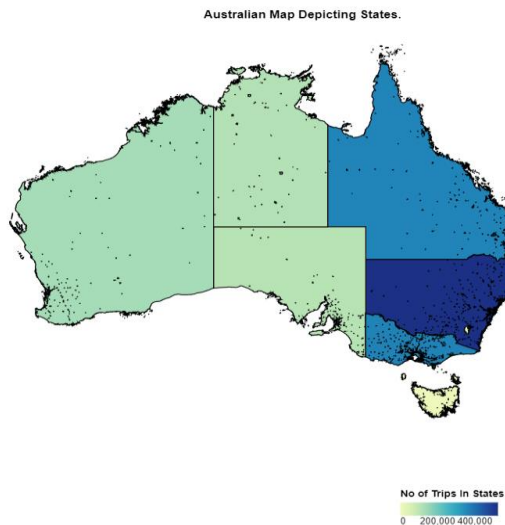 Australian Map Depicting States.
No of Trips In States
0 200,000 400,000